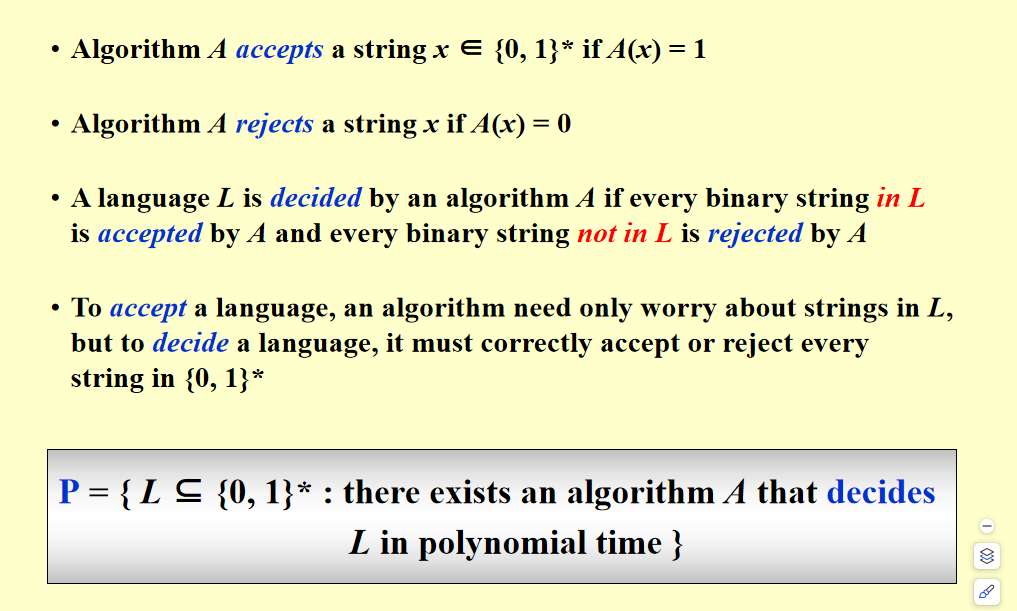 • Algorithm A accepts a string x ∈ {0, 1}* if A(x) = 1
• Algorithm A rejects a string x if A(x) = 0
• A language L is decided by an algorithm A if every binary string in L
is accepted by A and every binary string not in L is rejected by A
• To accept a language, an algorithm need only worry about strings in L,
but to decide a language, it must correctly accept or reject every
string in {0, 1}*
P = { L ⊆ {0, 1}* : there exists an algorithm A that decides
L in polynomial time }